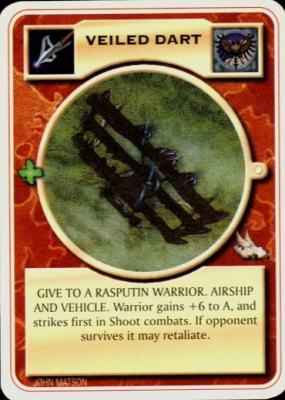 VEILED DART
GIVE TO A RASPUTIN WARRIOR. AIRSHIP
AND VEHICLE. Warrior gains +6 to A, and
strikes first in Shoot combats. If opponent
survives it may retaliate.
JOHN MATSON